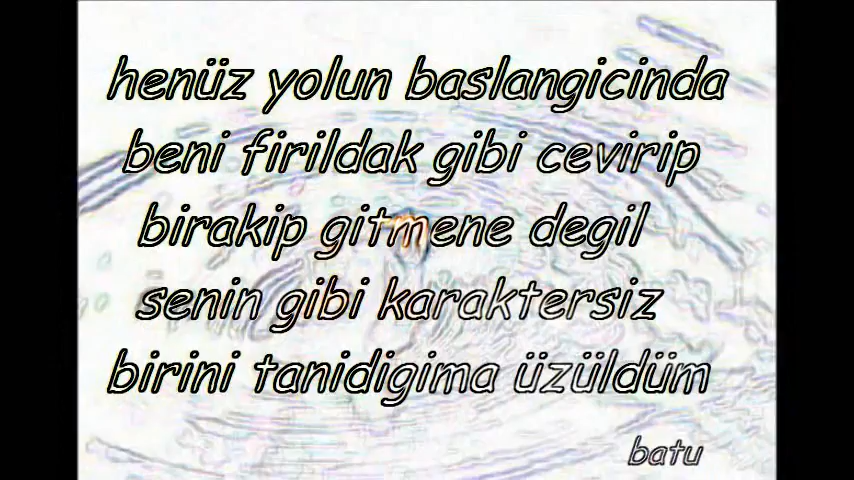 henüz yolun baslangicinda
beni firildak gibi cevirip
birakip gitmene degil
senin gibi karaktersiz
birini tanidigima üzüldüm
batu